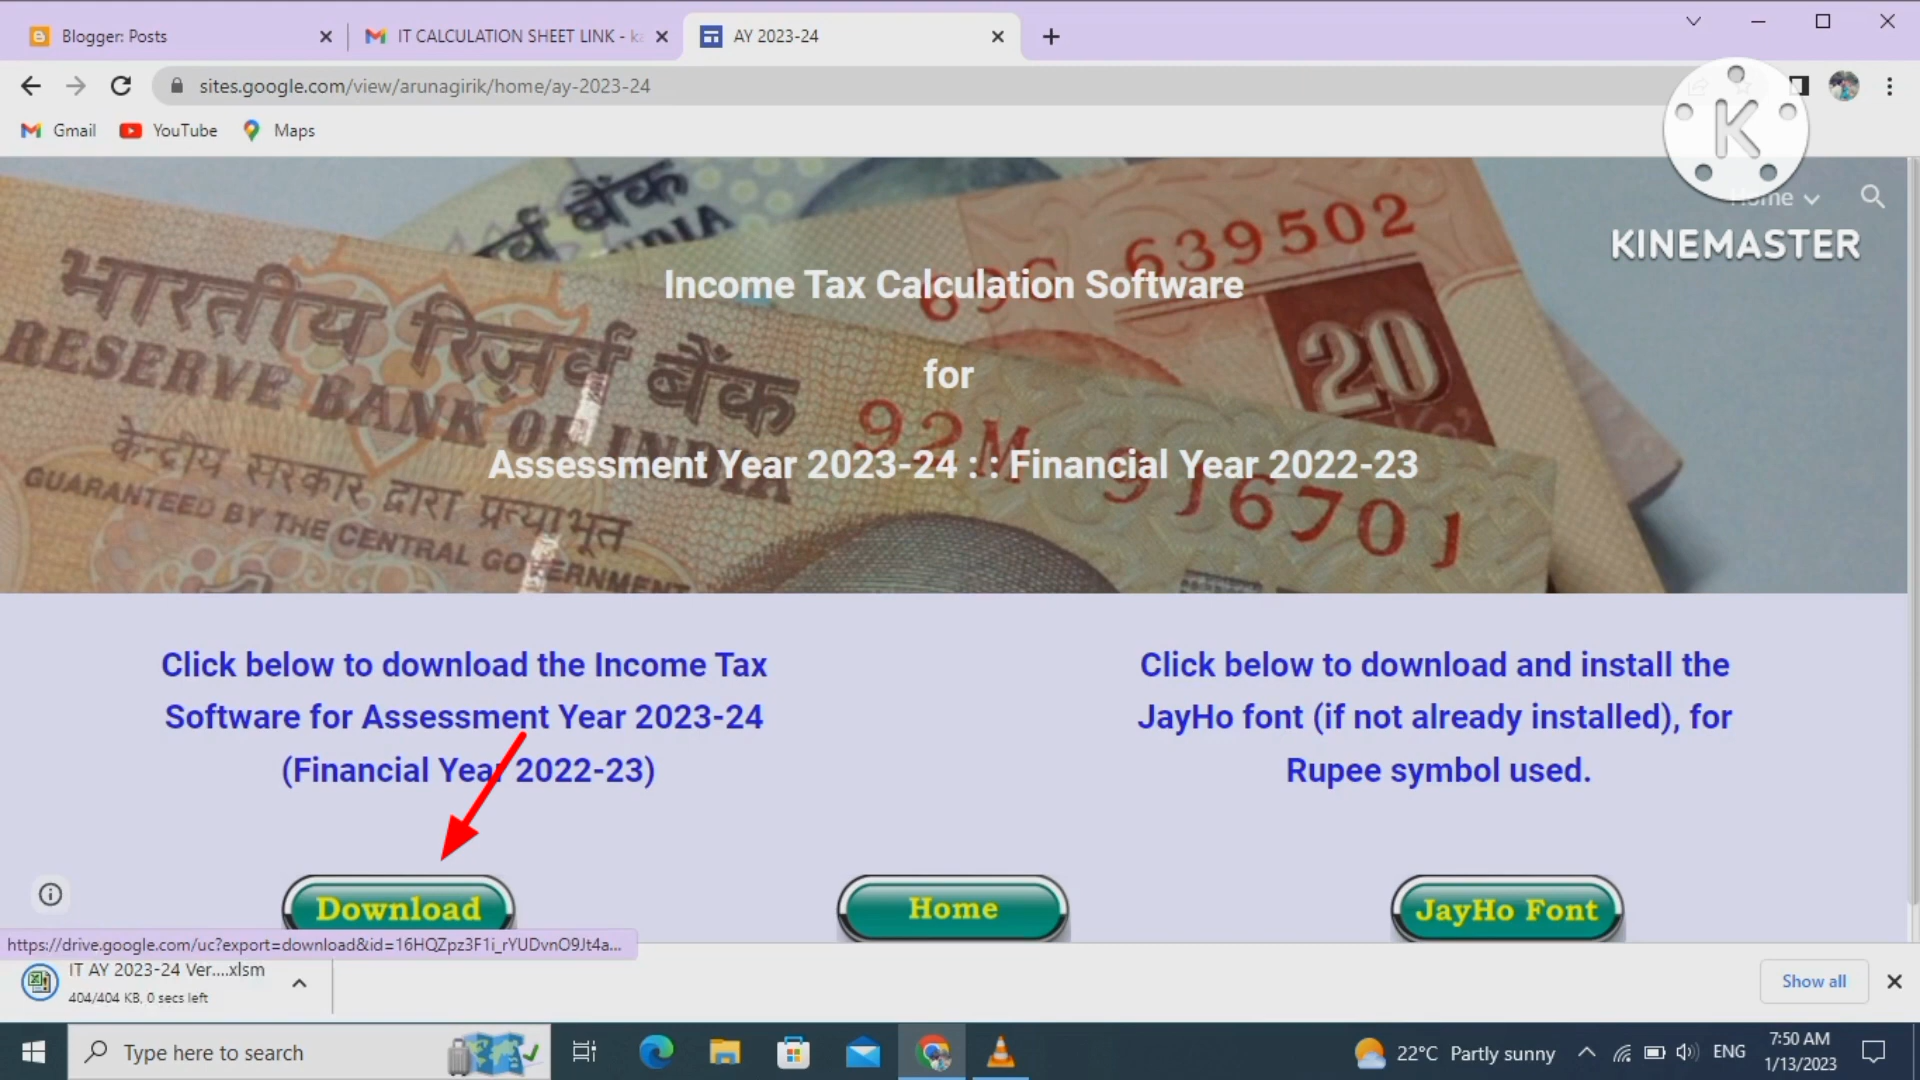 Blogger: Posts
IT CALCULATION SHEET LINK - ka
AY 2023-24
sites.google.com/view/arunagirik/home/ay-2023-24
Gmail
YouTube
Maps
K
Home
KINEMASTER
र्व बैंक
भारतीय रिज़र्व बैंक
RESERVE BANK OF INDIA
केन्द्रीय सरकार द्वारा प्रत्याभूत
GUARANTEED BY THE CENTRAL GOVERNMENT
639502
20
92M 916701
Income Tax Calculation Software
for
Assessment Year 2023-24 : : Financial Year 2022-23
Click below to download the Income Tax
Software for Assessment Year 2023-24
(Financial Year 2022-23)
Click below to download and install the
JayHo font (if not already installed), for
Rupee symbol used.
Download
Home
JayHo Font
https://drive.google.com/uc?export=download&id=16HQZpz3F1i_rYUDvnO9Jt4a...
IT AY 2023-24 Ver....xlsm
404/404 KB, 0 secs left
Show all
Type here to search
22°C Partly sunny
ENG
7:50 AM
1/13/2023